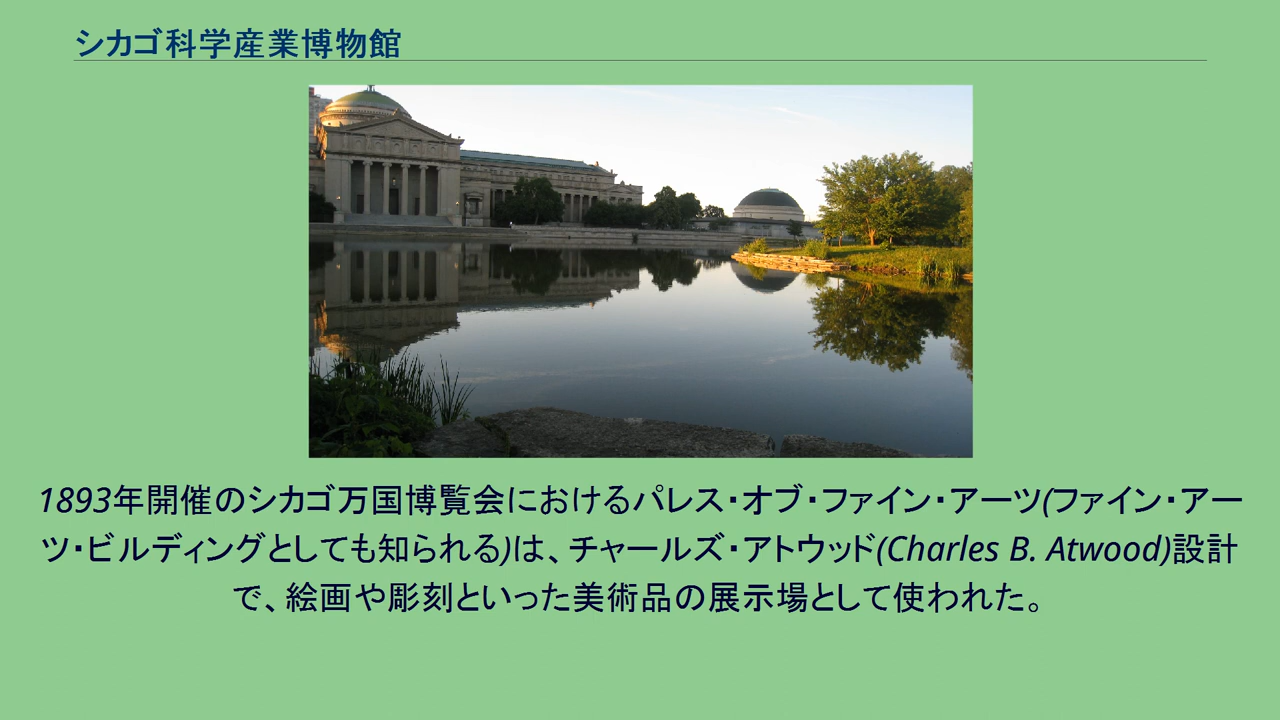 シカゴ科学産業博物館
1893年開催のシカゴ万国博覧会におけるパレス・オブ・ファイン・アーツ(ファイン・アー
ツ・ビルディングとしても知られる)は、チャールズ・アトウッド(Charles B. Atwood)設計
で、絵画や彫刻といった美術品の展示場として使われた。